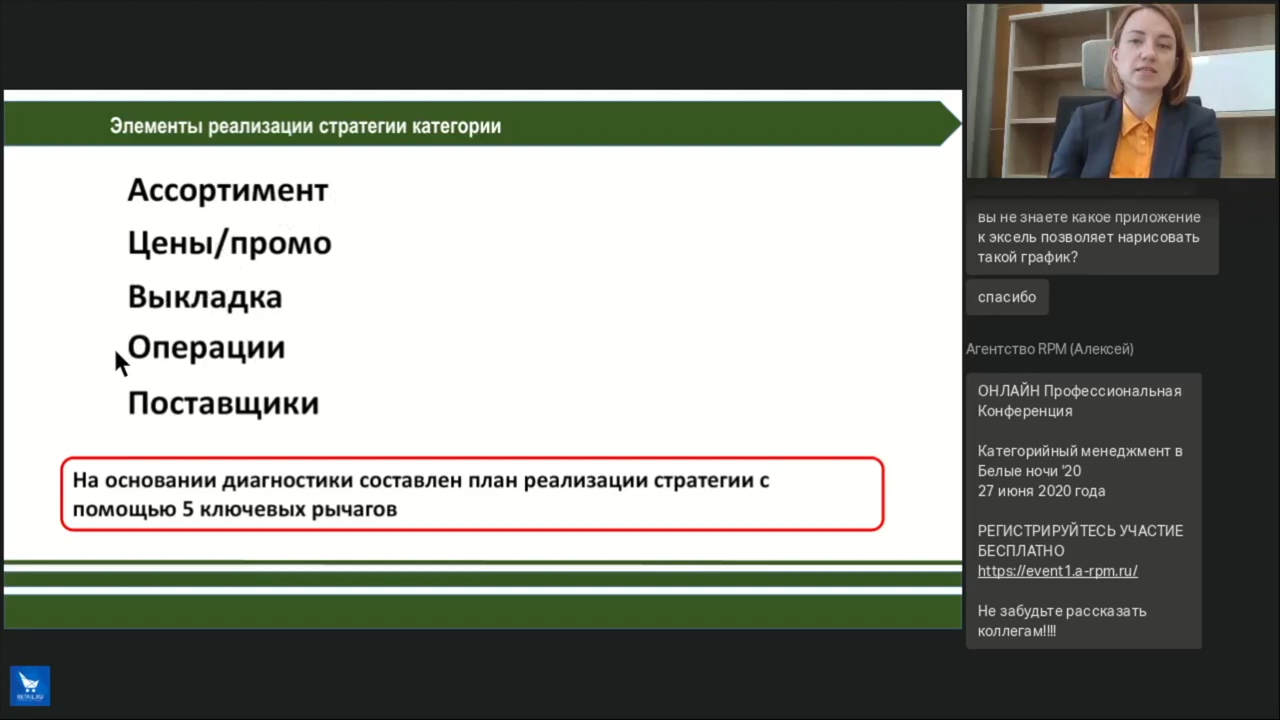 Элементы реализации стратегии категории
Ассортимент
Цены/промо
Выкладка
Операции
Поставщики
На основании диагностики составлен план реализации стратегии с
помощью 5 ключевых рычагов
вы не знаете какое приложение
к эксель позволяет нарисовать
такой график?
спасибо
Агентство RPM (Алексей)
ОНЛАЙН Профессиональная
Конференция
Категорийный менеджмент в
Белые ночи '20
27 июня 2020 года
РЕГИСТРИРУЙТЕСЬ УЧАСТИЕ
БЕСПЛАТНО
https://event1.a-rpm.ru/
Не забудьте рассказать
коллегам!!!!
RETAIL.RU